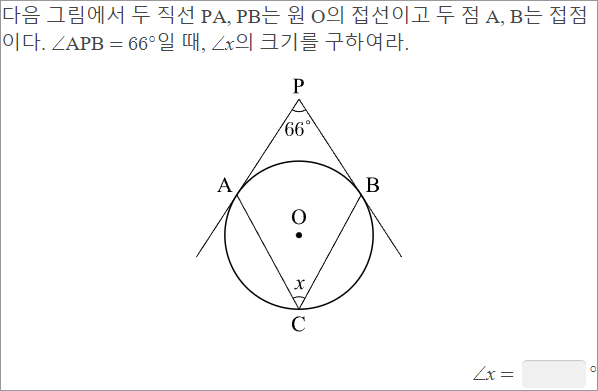 다음 그림에서 두 직선 PA, PB는 원 O의 접선이고 두 점 A, B는 접점
이다. ∠APB = 66°일 때, ∠x의 크기를 구하여라.
P
66°
A
B
O
x
C
∠x = °